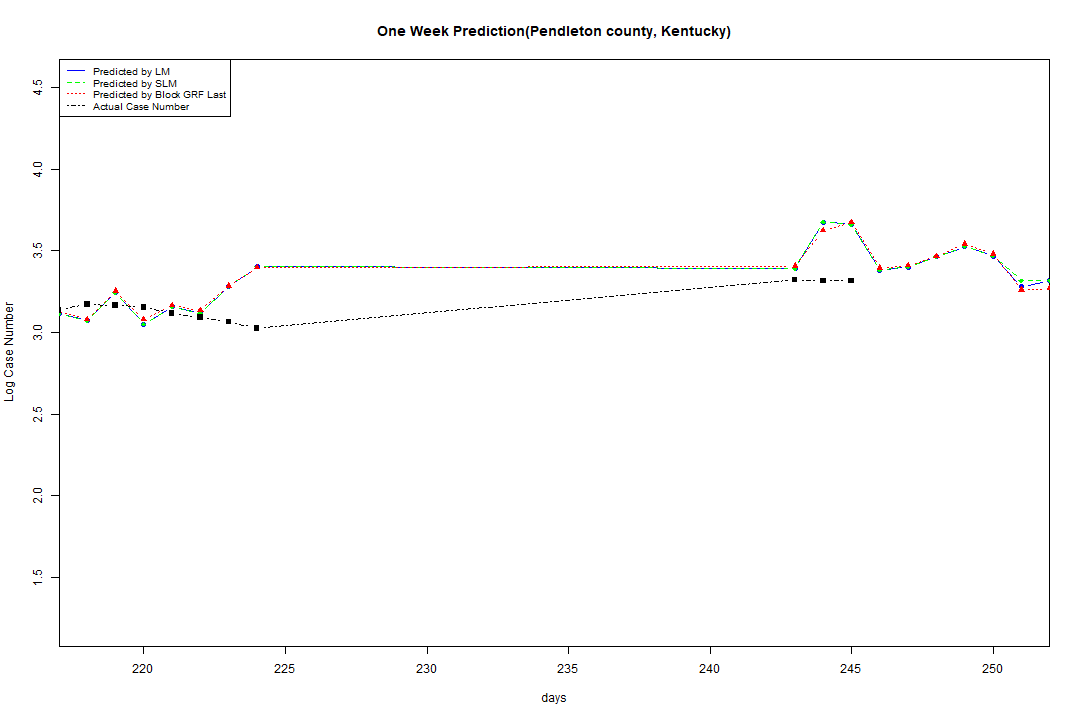 One Week Prediction(Pendleton county, Kentucky)
Predicted by LM
Predicted by SLM
Predicted by Block GRF Last
Actual Case Number
4.5
4.0
3.5
3.0
2.5
2.0
1.5
Log Case Number
220 225 230 235 240 245 250
days